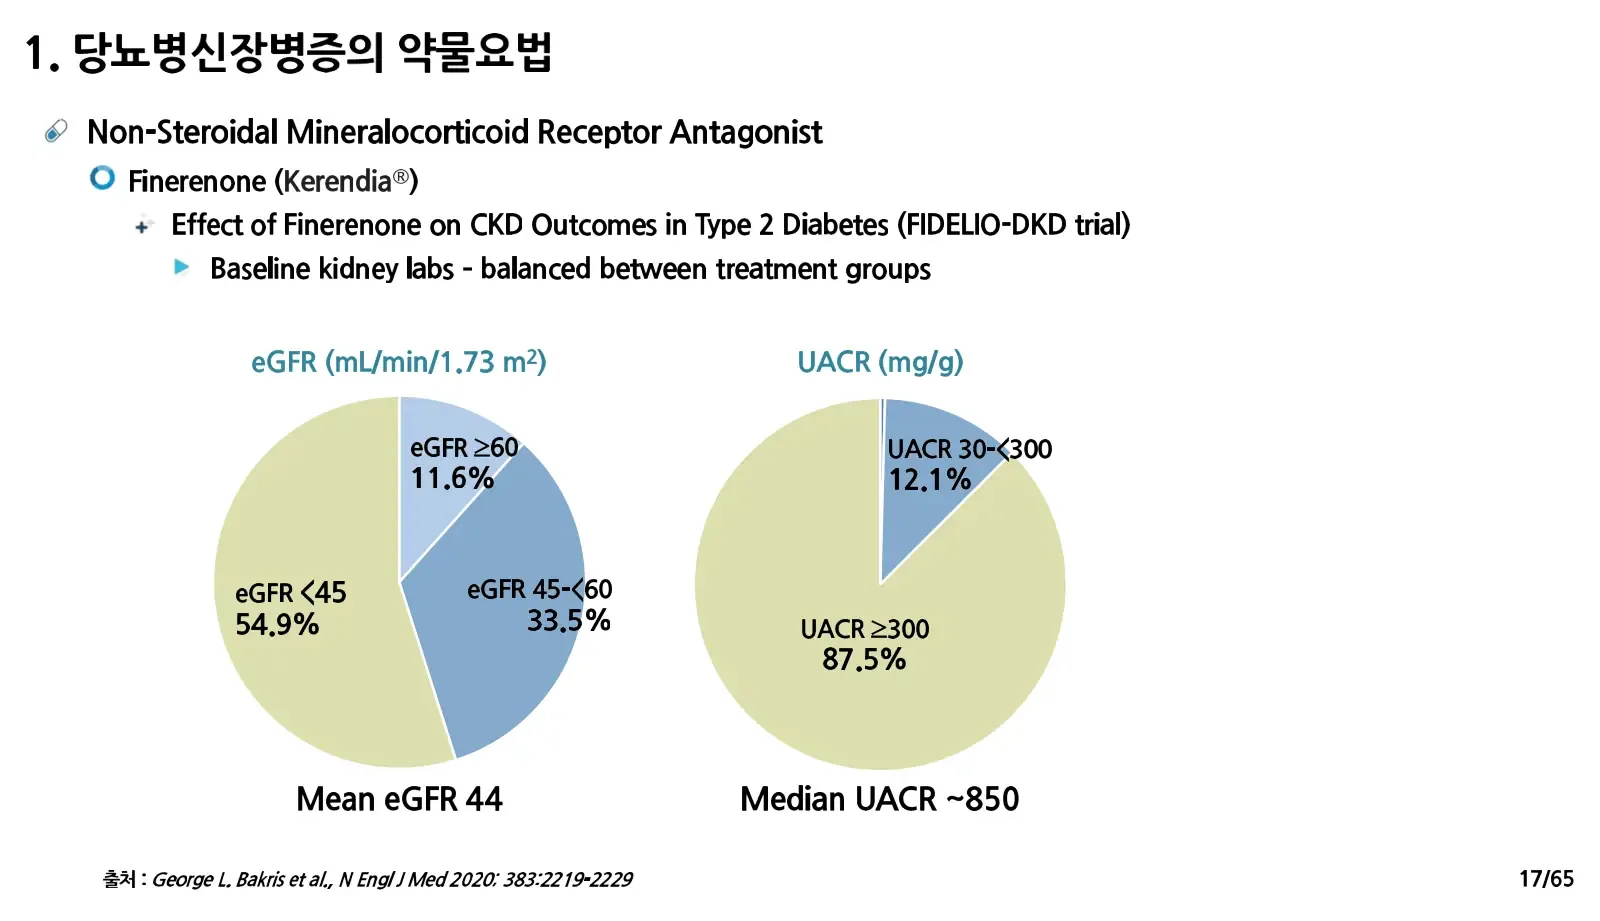 1. 당뇨병신장병증의 약물요법
Non-Steroidal Mineralocorticoid Receptor Antagonist
Finerenone (Kerendia®)
Effect of Finerenone on CKD Outcomes in Type 2 Diabetes (FIDELIO-DKD trial)
Baseline kidney labs - balanced between treatment groups
eGFR (mL/min/1.73 m²)
eGFR ≥60
11.6%
eGFR <45
54.9%
eGFR 45-<60
33.5%
Mean eGFR 44
UACR (mg/g)
UACR 30-<300
12.1%
UACR ≥300
87.5%
Median UACR ~850
출처 : George L. Bakris et al., N Engl J Med 2020; 383:2219-2229
17/65